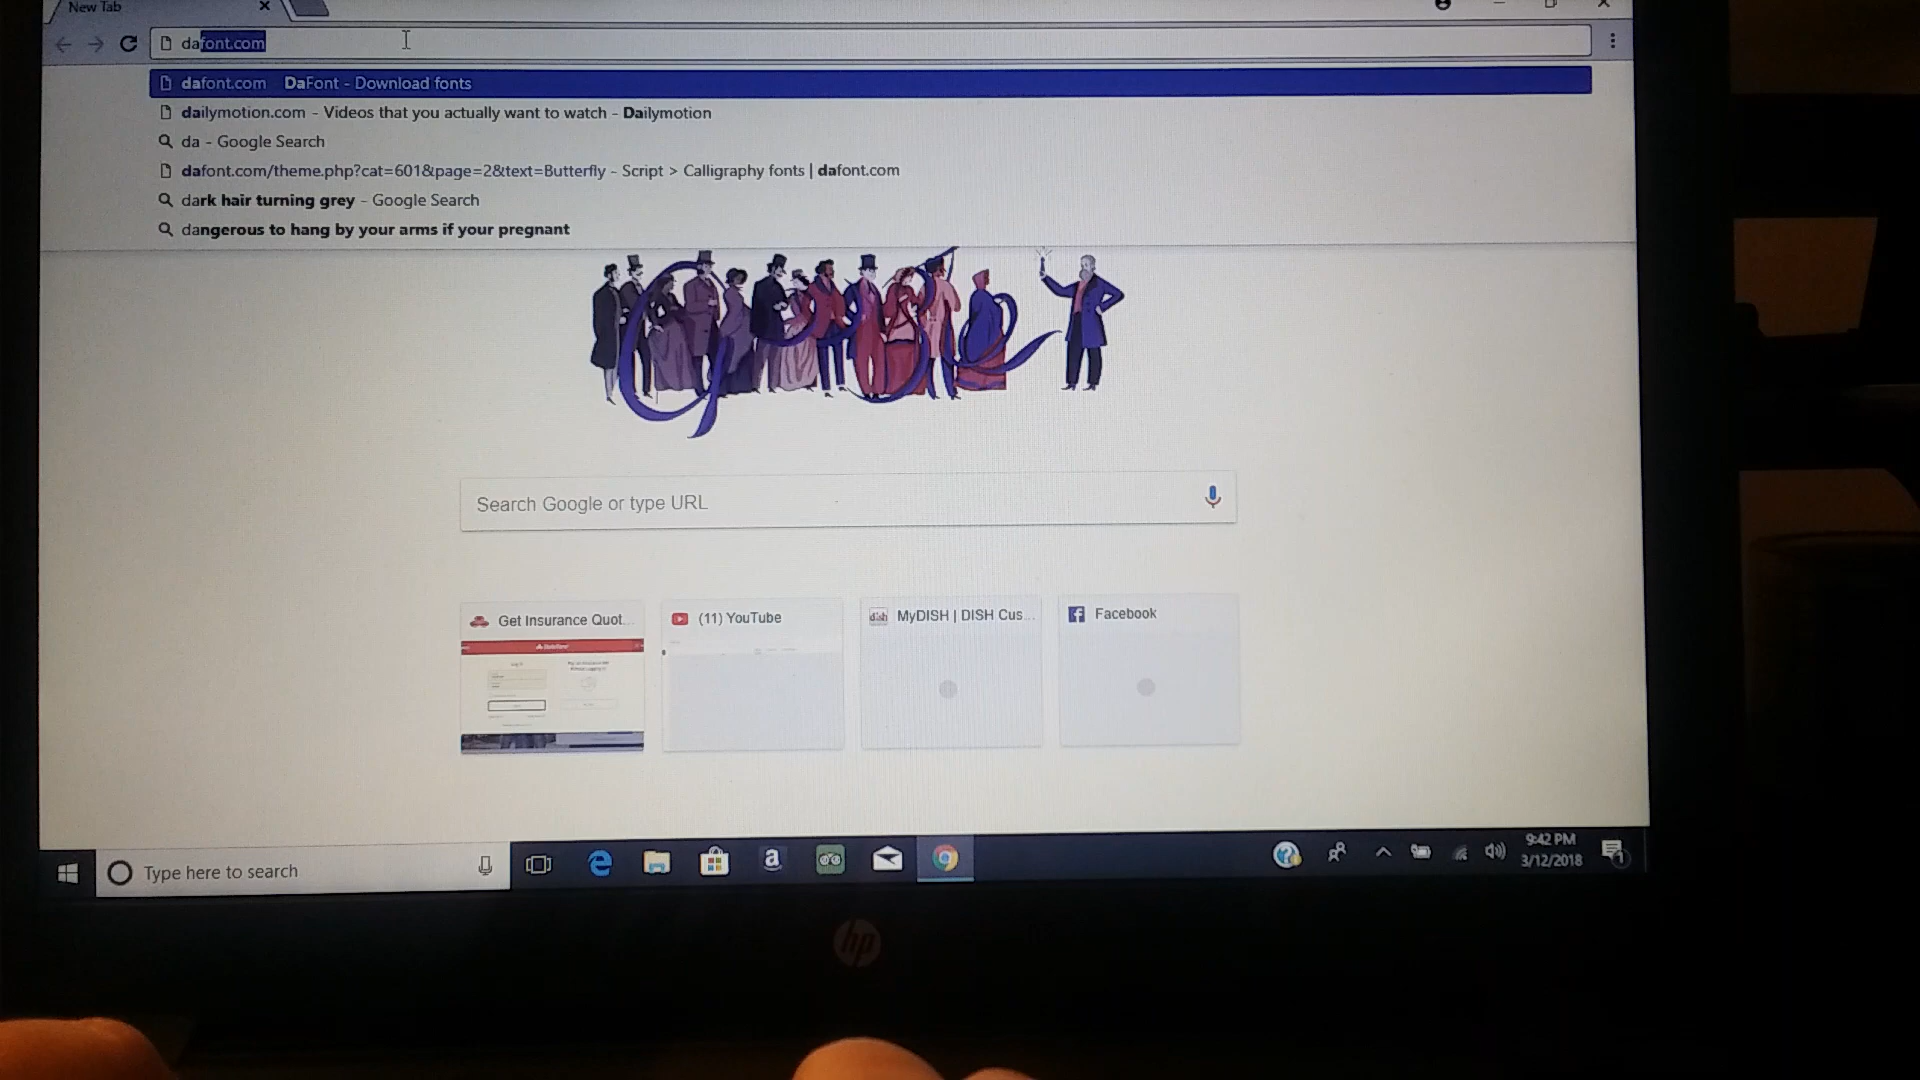 New Tab
dafont.com
dafont.com DaFont - Download fonts
dailymotion.com - Videos that you actually want to watch - Dailymotion
da - Google Search
dafont.com/theme.php?cat=601&page=2&text=Butterfly - Script > Calligraphy fonts | dafont.com
dark hair turning grey - Google Search
dangerous to hang by your arms if your pregnant
Google
Search Google or type URL
Get Insurance Quot...
(11) YouTube
dish MyDISH | DISH Cus...
Facebook
Type here to search
9:42 PM
3/12/2018
hp